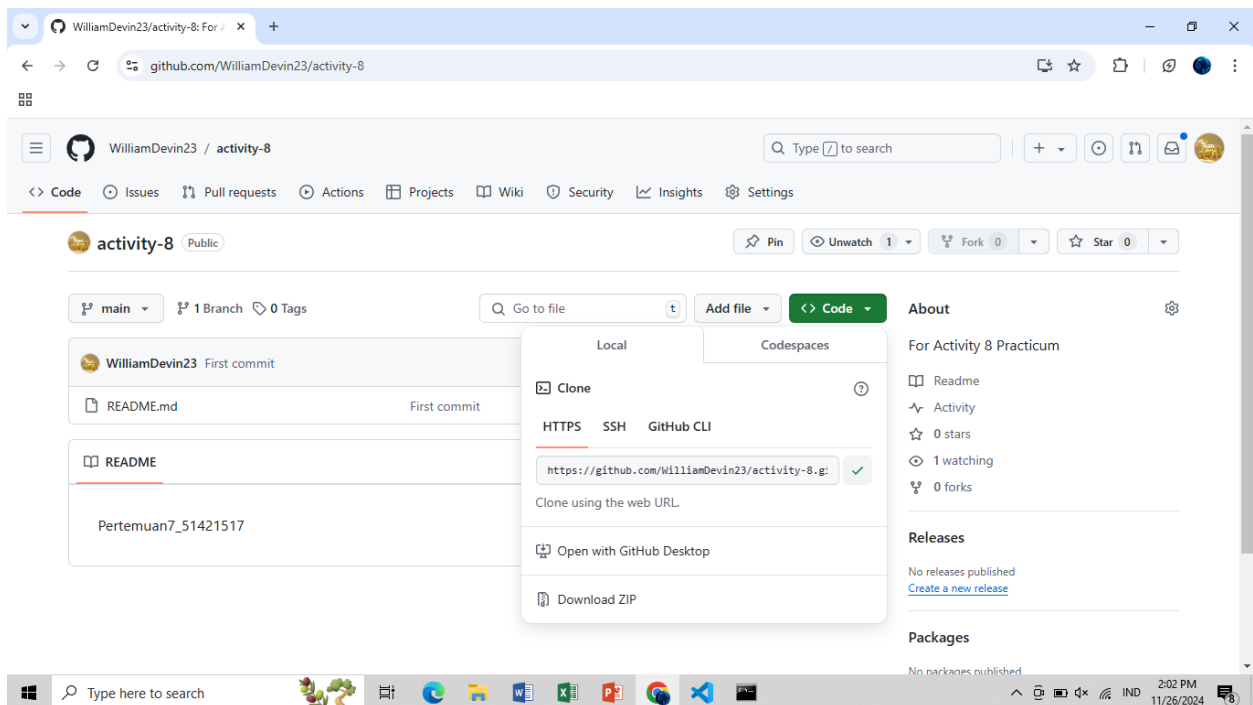 WilliamDevin23/activity-8: For A
github.com/WilliamDevin23/activity-8
WilliamDevin23 / activity-8
Type / to search
Code Issues Pull requests Actions Projects Wiki Security Insights Settings
activity-8 Public
Pin Unwatch 1 Fork 0 Star 0
main 1 Branch 0 Tags
Go to file t Add file Code
About
Local Codespaces
For Activity 8 Practicum
WilliamDevin23 First commit
Readme
Clone
README.md First commit
Activity
HTTPS SSH GitHub CLI
0 stars
README
1 watching
https://github.com/WilliamDevin23/activity-8.gi
0 forks
Clone using the web URL.
Pertemuan7_51421517
Releases
Open with GitHub Desktop
No releases published
Create a new release
Download ZIP
Packages
No packages published
Type here to search
IND
2:02 PM
11/26/2024
8